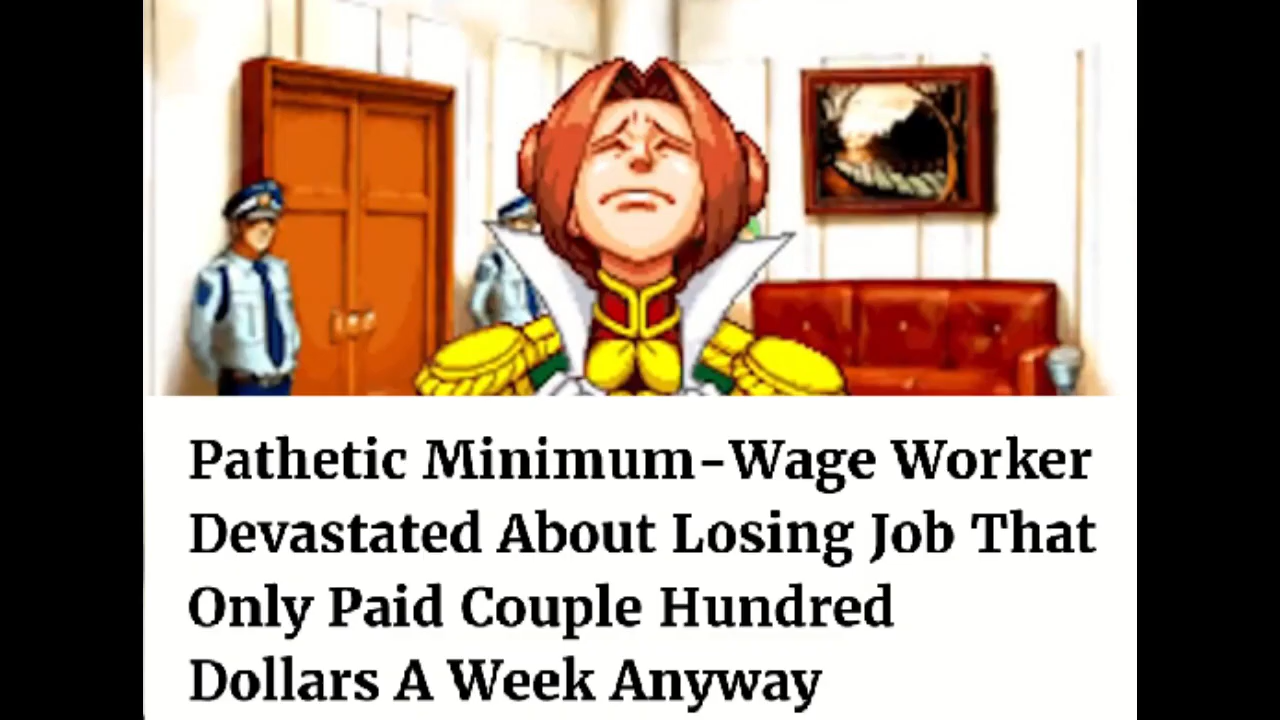 Pathetic Minimum-Wage Worker
Devastated About Losing Job That
Only Paid Couple Hundred
Dollars A Week Anyway